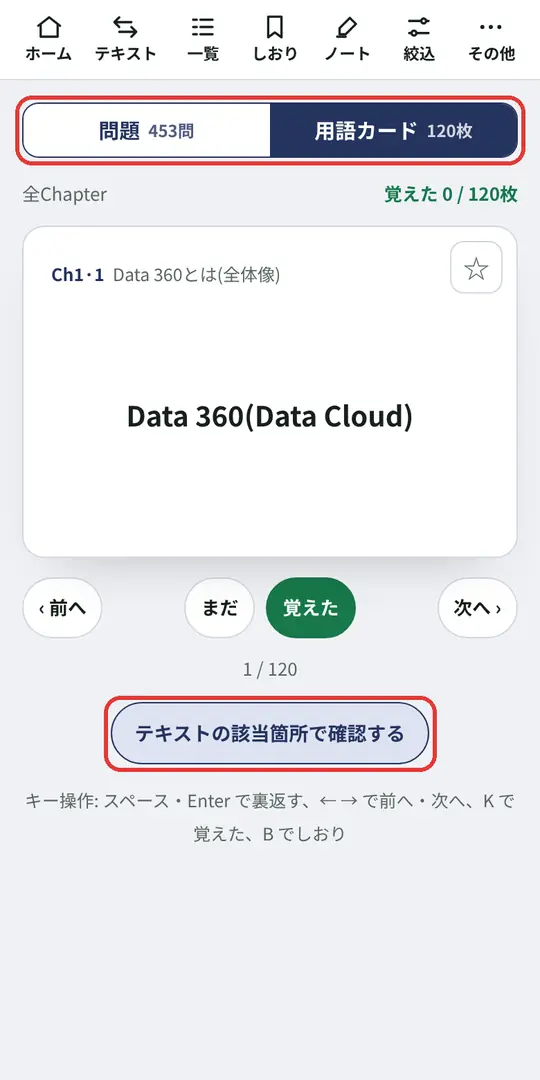 ホーム テキスト 一覧 しおり ノート 絞込 その他
問題 453問 用語カード 120枚
全Chapter 覚えた 0 / 120枚
Ch1·1 Data 360とは(全体像) ☆
Data 360(Data Cloud)
‹ 前へ まだ 覚えた 次へ ›
1 / 120
テキストの該当箇所で確認する
キー操作: スペース・Enter で裏返す、← → で前へ・次へ、K で
覚えた、B でしおり